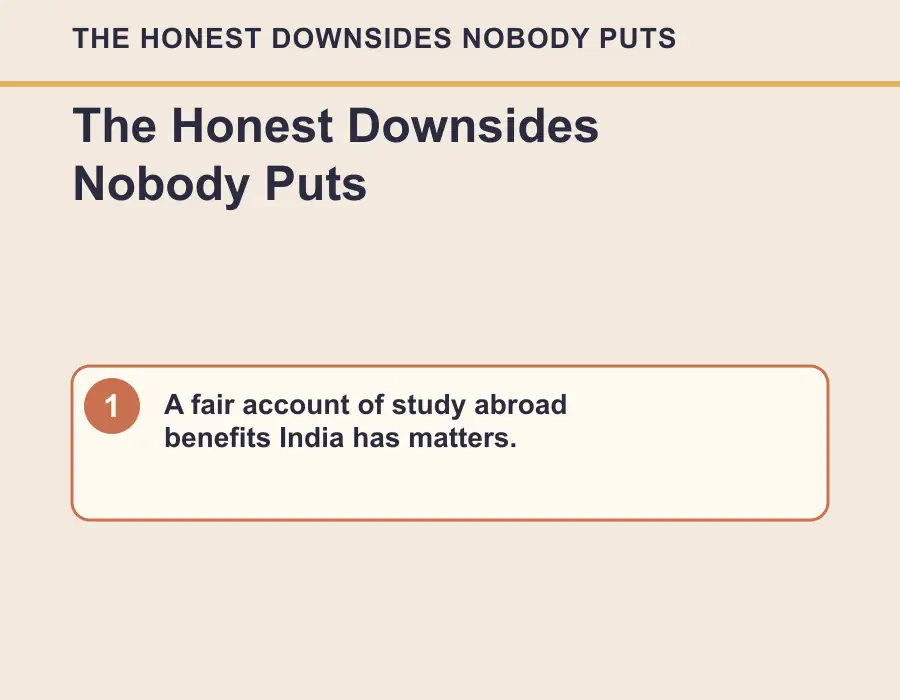 THE HONEST DOWNSIDES NOBODY PUTS
The Honest Downsides
Nobody Puts
1
A fair account of study abroad
benefits India has matters.